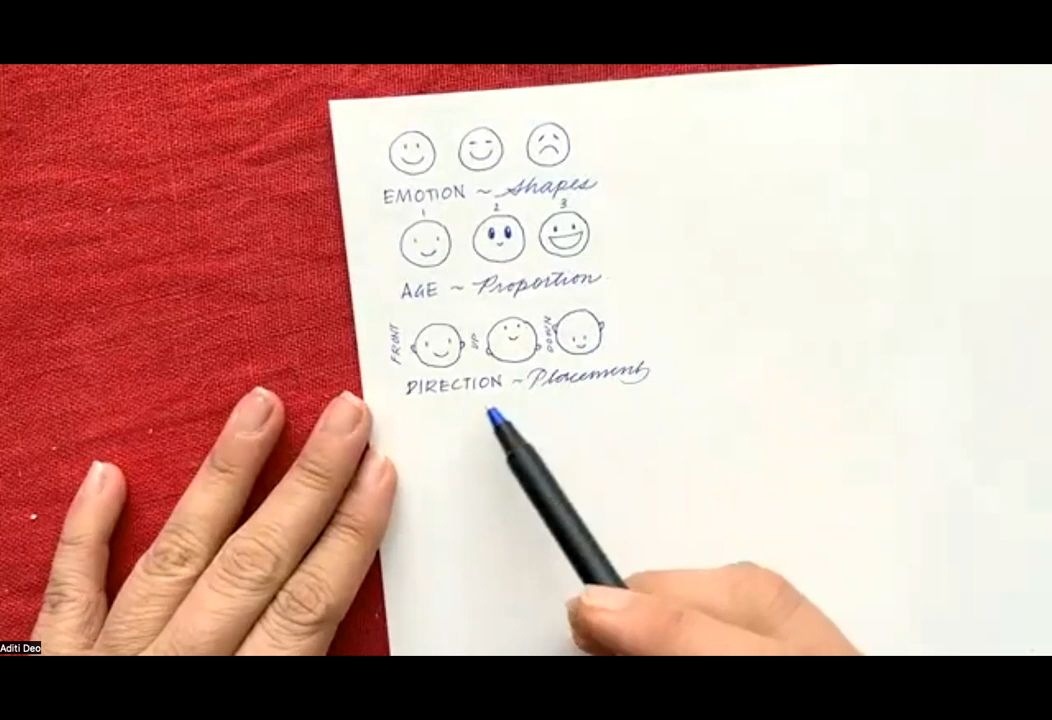 EMOTION ~ Shapes
1 2 3
AGE ~ Proportion
FRONT UP DOWN
DIRECTION ~ Placement
Aditi Deo